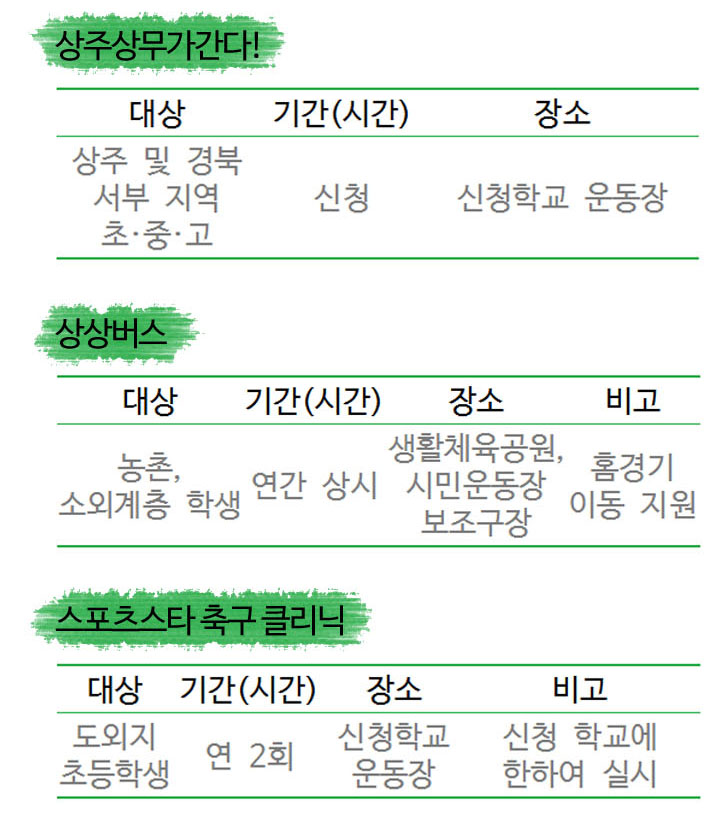 상주상무가간다!
대상 기간(시간) 장소
상주 및 경북
서부 지역
초·중·고
신청
신청학교 운동장
상상버스
대상 기간(시간) 장소 비고
농촌,
소외계층 학생
연간 상시
생활체육공원,
시민운동장
보조구장
홈경기
이동 지원
스포츠스타 축구 클리닉
대상 기간(시간) 장소 비고
도외지
초등학생
연 2회
신청학교
운동장
신청 학교에
한하여 실시